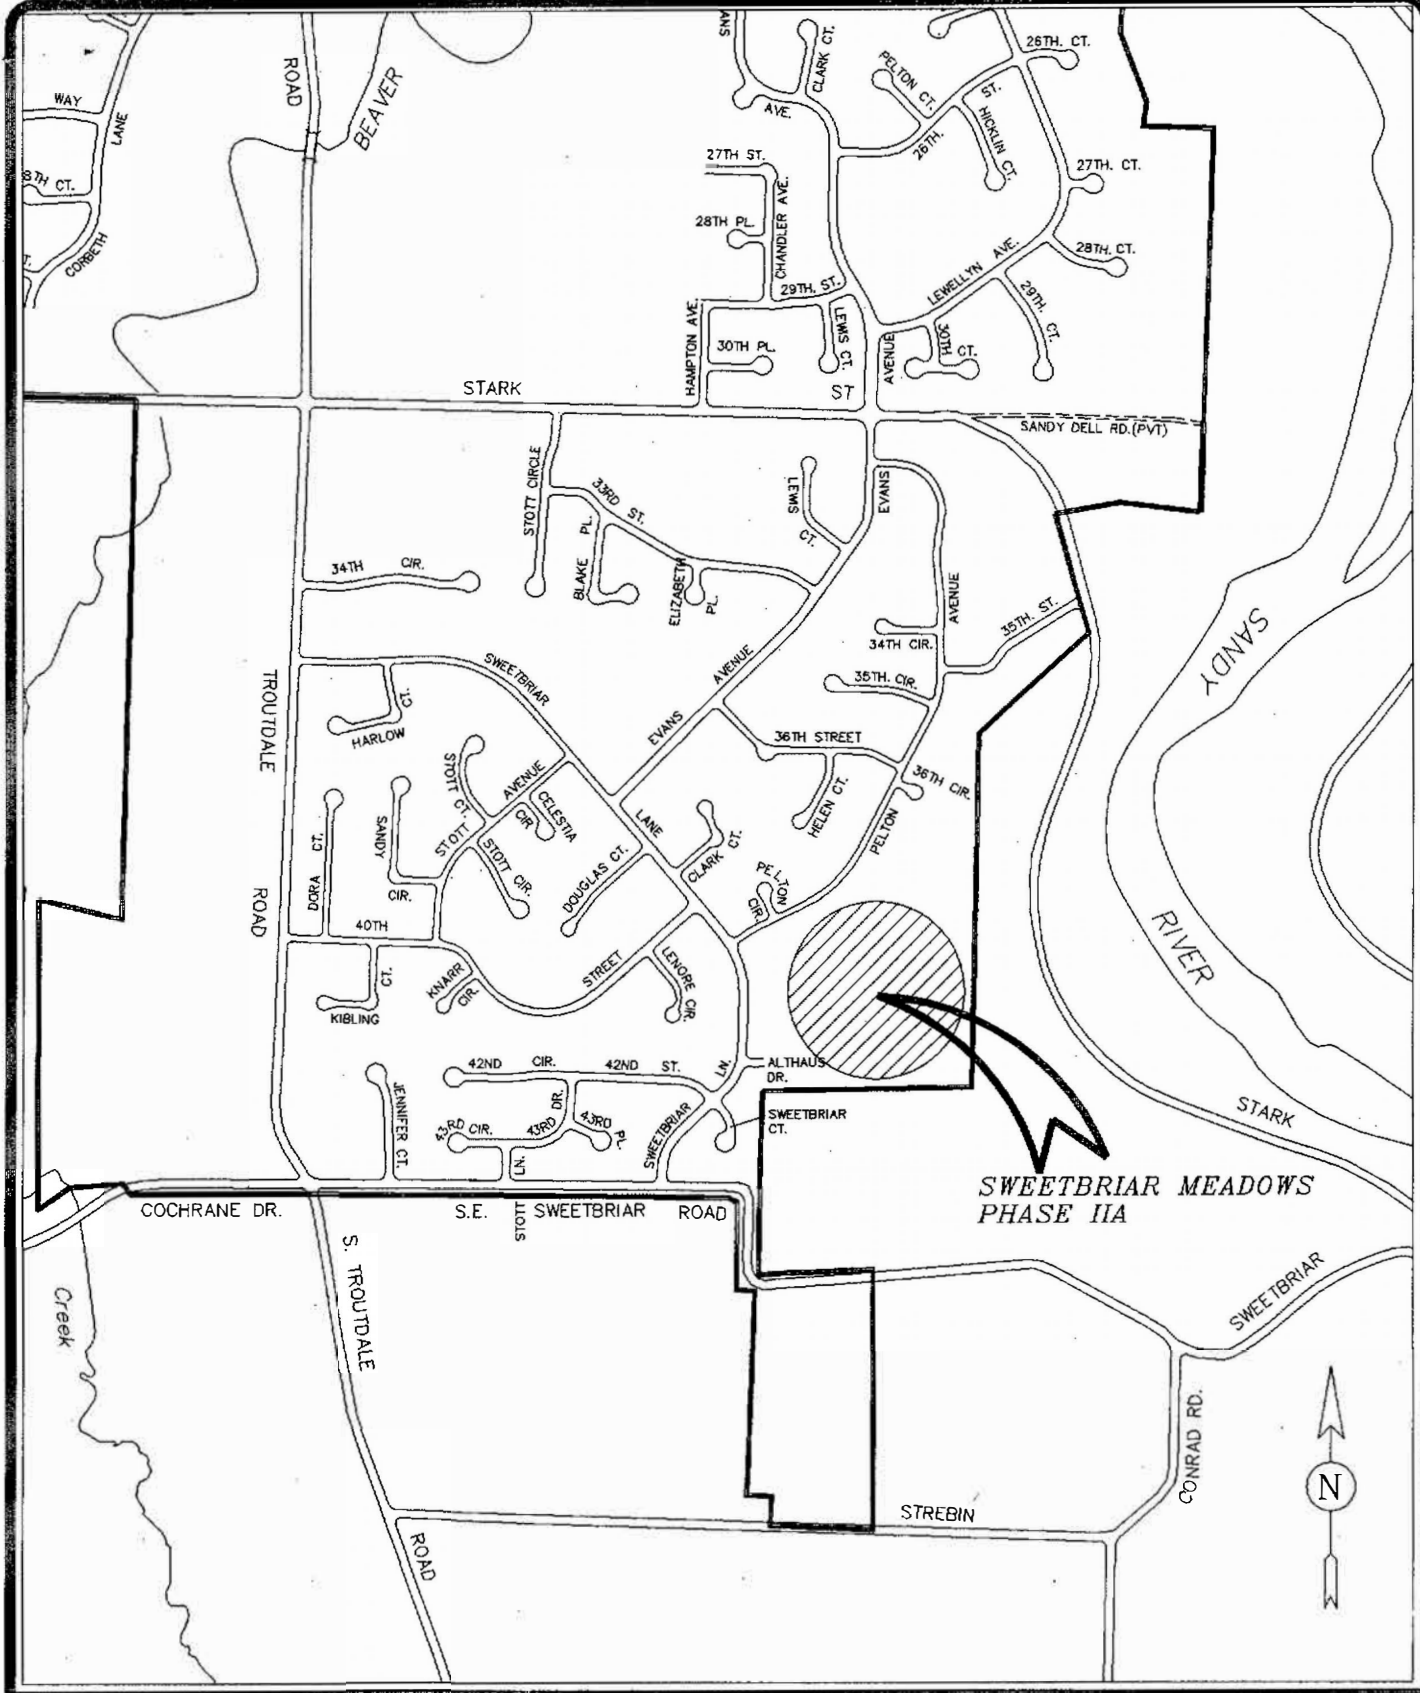 ANS
CLARK CT.
AVE.
PELTON CT.
26TH. CT.
26TH. ST.
HICKLIN CT.
ROAD
BEAVER
WAY
LANE
8TH CT.
T.
CORBETH
27TH ST.
28TH PL.
CHANDLER AVE.
27TH. CT.
28TH. CT.
29TH. ST.
LEWELLYN AVE.
29TH. CT.
HAMPTON AVE.
30TH PL.
LEWIS CT.
AVENUE
30TH CT.
STARK ST
SANDY DELL RD.(PVT)
STOTT CIRCLE
33RD ST.
LEWIS CT.
EVANS
34TH CIR.
BLAKE PL.
ELIZABETH PL.
AVENUE
34TH CIR.
35TH. ST.
SANDY
TROUTDALE
SWEETBRIAR
EVANS AVENUE
35TH. CIR.
HARLOW CT.
36TH STREET
36TH CIR.
STOTT CT.
STOTT AVENUE
CELESTIA CIR
HELEN CT.
LANE
PELTON
DORA CT.
SANDY CIR.
STOTT CIR.
DOUGLAS CT.
CLARK CT.
PELTON CIR.
ROAD
40TH STREET
RIVER
KNARR CIR.
LENORE CIR.
KIBLING CT.
42ND CIR.
42ND ST.
LN.
ALTHAUS DR.
JENNIFER CT.
43RD CIR.
43RD DR.
43RD PL.
SWEETBRIAR
SWEETBRIAR CT.
STARK
STOTT LN.
SWEETBRIAR MEADOWS
PHASE IIA
COCHRANE DR.
S.E. SWEETBRIAR ROAD
S. TROUTDALE
Creek
SWEETBRIAR
CONRAD RD.
STREBIN
ROAD
N